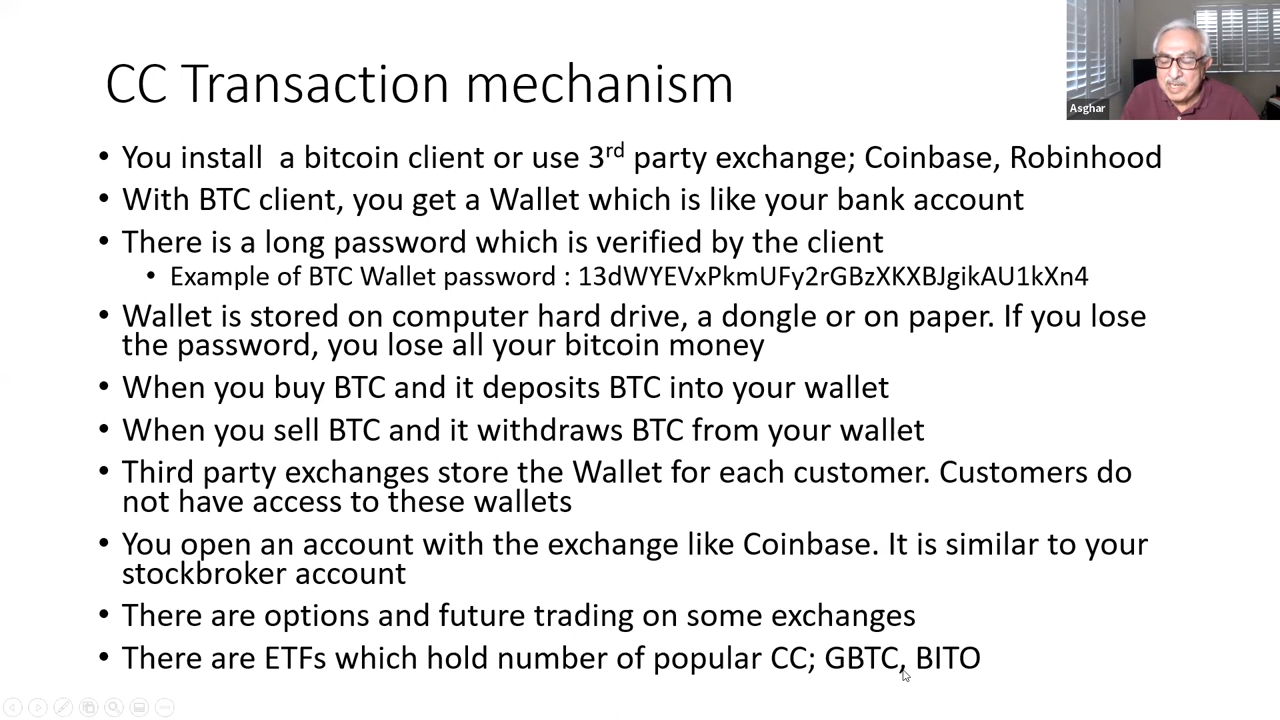 CC Transaction mechanism
Asghar
• You install a bitcoin client or use 3rd party exchange; Coinbase, Robinhood
• With BTC client, you get a Wallet which is like your bank account
• There is a long password which is verified by the client
• Example of BTC Wallet password : 13dWYEVxPkmUFy2rGBzXKXBJgikAU1kXn4
• Wallet is stored on computer hard drive, a dongle or on paper. If you lose
the password, you lose all your bitcoin money
• When you buy BTC and it deposits BTC into your wallet
• When you sell BTC and it withdraws BTC from your wallet
• Third party exchanges store the Wallet for each customer. Customers do
not have access to these wallets
• You open an account with the exchange like Coinbase. It is similar to your
stockbroker account
• There are options and future trading on some exchanges
• There are ETFs which hold number of popular CC; GBTC, BITO